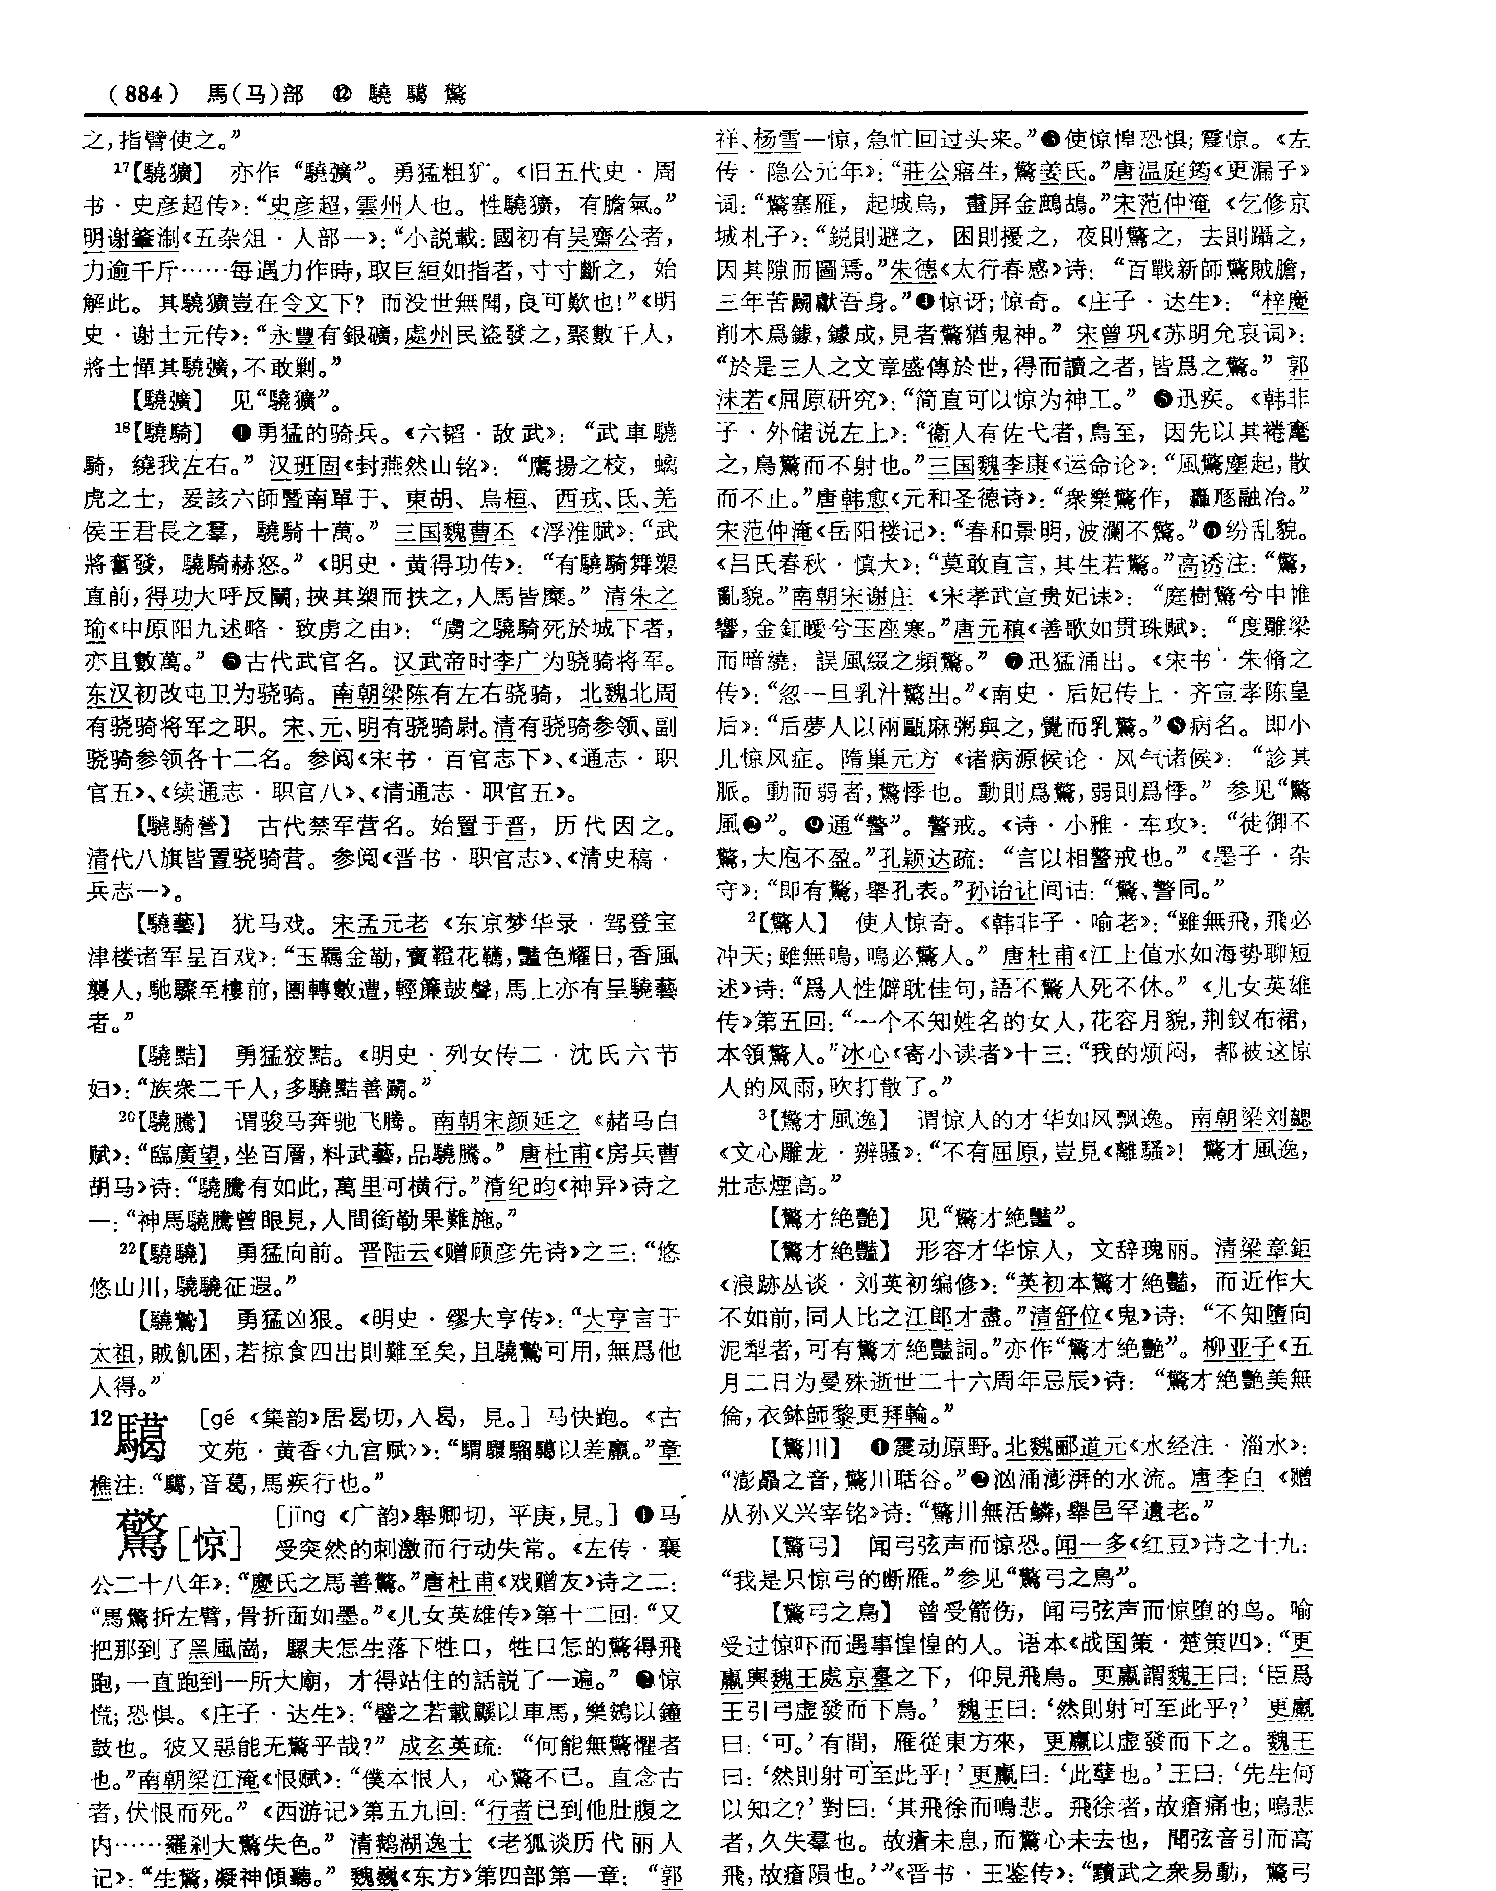 (884) 馬(马)部 ⓬ 驍 𩦲 驚
之,指臂使之。”
17【驍獷】 亦作“驍彍”。勇猛粗犷。《旧五代史·周
书·史彦超传》:“史彦超,雲州人也。性驍獷,有膽氣。”
明谢肇淛《五杂俎·人部一》:“小説載:國初有吴齋公者,
力逾千斤……每遇力作時,取巨絙如指者,寸寸斷之,始
解此。其驍獷豈在令文下?而没世無聞,良可歎也!”《明
史·谢士元传》:“永豐有銀礦,處州民盜發之,聚數千人,
將士憚其驍彍,不敢剿。”
【驍彍】 见“驍獷”。
18【驍騎】 ❶勇猛的骑兵。《六韬·敌武》:“武車驍
騎,繞我左右。”汉班固《封燕然山铭》:“鷹揚之校,螭
虎之士,爰該六師暨南單于、東胡、烏桓、西戎、氐、羌
侯王君長之羣,驍騎十萬。”三国魏曹丕《浮淮赋》:“武
將奮發,驍騎赫怒。”《明史·黄得功传》:“有驍騎舞槊
直前,得功大呼反鬭,挾其槊而扶之,人馬皆糜。”清朱之
瑜《中原阳九述略·致虏之由》:“虜之驍騎死於城下者,
亦且數萬。”❷古代武官名。汉武帝时李广为骁骑将军。
东汉初改屯卫为骁骑。南朝梁陈有左右骁骑,北魏北周
有骁骑将军之职。宋、元、明有骁骑尉。清有骁骑参领、副
骁骑参领各十二名。参阅《宋书·百官志下》、《通志·职
官五》、《续通志·职官八》、《清通志·职官五》。
【驍騎營】 古代禁军营名。始置于晋,历代因之。
清代八旗皆置骁骑营。参阅《晋书·职官志》、《清史稿·
兵志一》。
【驍藝】 犹马戏。宋孟元老《东京梦华录·驾登宝
津楼诸军呈百戏》:“玉羈金勒,寶鞚花韉,豔色耀日,香風
襲人,馳驟至樓前,團轉數遭,輕簾鼓聲,馬上亦有呈驍藝
者。”
【驍黠】 勇猛狡黠。《明史·列女传二·沈氏六节
妇》:“族衆二千人,多驍黠善鬭。”
20【驍騰】 谓骏马奔驰飞腾。南朝宋颜延之《赭马白
赋》:“臨廣望,坐百層,料武藝,品驍騰。”唐杜甫《房兵曹
胡马》诗:“驍騰有如此,萬里可橫行。”清纪昀《神异》诗之
一:“神馬驍騰曾眼見,人間銜勒果難施。”
22【驍驍】 勇猛向前。晋陆云《赠顾彦先诗》之三:“悠
悠山川,驍驍征遐。”
【驍鷙】 勇猛凶狠。《明史·缪大亨传》:“大亨言于
太祖,賊飢困,若掠食四出則難至矣,且驍鷙可用,無爲他
人得。”
12𩦲 [gé《集韵》居曷切,入曷,見。]马快跑。《古
文苑·黄香〈九宫赋〉》:“驌驦騮𩦲以差羸。”章
樵注:“𩦲,音葛,馬疾行也。”
驚[惊] [jīng《广韵》舉卿切,平庚,見。]❶马
受突然的刺激而行动失常。《左传·襄
公二十八年》:“慶氏之馬善驚。”唐杜甫《戏赠友》诗之二:
“馬驚折左臂,骨折面如墨。”《儿女英雄传》第十二回:“又
把那到了黑風崗,騾夫怎生落下牲口,牲口怎的驚得飛
跑,一直跑到一所大廟,才得站住的話説了一遍。”❷惊
慌;恐惧。《庄子·达生》:“譬之若載鼷以車馬,樂鴳以鐘
鼓也。彼又惡能无驚乎哉?”成玄英疏:“何能無驚懼者
也。”南朝梁江淹《恨赋》:“僕本恨人,心驚不已。直念古
者,伏恨而死。”《西游记》第五九回:“行者已到他肚腹之
内……羅刹大驚失色。”清鹅湖逸士《老狐谈历代丽人
记》:“生驚,凝神傾聽。”魏巍《东方》第四部第一章:“郭
祥、杨雪一惊,急忙回过头来。”❸使惊惶恐惧;震惊。《左
传·隐公元年》:“莊公寤生,驚姜氏。”唐温庭筠《更漏子》
词:“驚塞雁,起城烏,畫屏金鷓鴣。”宋范仲淹《乞修京
城札子》:“鋭則避之,困則擾之,夜則驚之,去則躡之,
因其隙而圖焉。”朱德《太行春感》诗:“百戰新師驚賊膽,
三年苦鬭獻吾身。”❹惊讶;惊奇。《庄子·达生》:“梓慶
削木爲鐻,鐻成,見者驚猶鬼神。”宋曾巩《苏明允哀词》:
“於是三人之文章盛傳於世,得而讀之者,皆爲之驚。”郭
沫若《屈原研究》:“简直可以惊为神工。”❺迅疾。《韩非
子·外储说左上》:“衞人有佐弋者,鳥至,因先以其裷麾
之,鳥驚而不射也。”三国魏李康《运命论》:“風驚塵起,散
而不止。”唐韩愈《元和圣德诗》:“衆樂驚作,轟豗融冶。”
宋范仲淹《岳阳楼记》:“春和景明,波瀾不驚。”❻纷乱貌。
《吕氏春秋·慎大》:“莫敢直言,其生若驚。”高诱注:“驚,
亂貌。”南朝宋谢庄《宋孝武宣贵妃诔》:“庭樹驚兮中帷
響,金釭曖兮玉座寒。”唐元稹《善歌如贯珠赋》:“度雕梁
而暗繞,誤風綴之頻驚。”❼迅猛涌出。《宋书·朱脩之
传》:“忽一旦乳汁驚出。”《南史·后妃传上·齐宣孝陈皇
后》:“后夢人以兩甌麻粥與之,覺而乳驚。”❽病名。即小
儿惊风症。隋巢元方《诸病源候论·风气诸候》:“診其
脈。動而弱者,驚悸也。動則爲驚,弱則爲悸。”参见“驚
風❷”。❾通“警”。警戒。《诗·小雅·车攻》:“徒御不
驚,大庖不盈。”孔颖达疏:“言以相警戒也。”《墨子·杂
守》:“即有驚,舉孔表。”孙诒让间诂:“驚、警同。”
2【驚人】 使人惊奇。《韩非子·喻老》:“雖無飛,飛必
冲天;雖無鳴,鳴必驚人。”唐杜甫《江上值水如海势聊短
述》诗:“爲人性僻耽佳句,語不驚人死不休。”《儿女英雄
传》第五回:“一个不知姓名的女人,花容月貌,荆釵布裙,
本領驚人。”冰心《寄小读者》十三:“我的烦闷,都被这惊
人的风雨,吹打散了。”
3【驚才風逸】 谓惊人的才华如风飘逸。南朝梁刘勰
《文心雕龙·辨骚》:“不有屈原,豈見《離騷》!驚才風逸,
壯志煙高。”
【驚才絶艷】 见“驚才絶豔”。
【驚才絶豔】 形容才华惊人,文辞瑰丽。清梁章鉅
《浪跡丛谈·刘英初编修》:“英初本驚才絶豔,而近作大
不如前,同人比之江郎才盡。”清舒位《鬼》诗:“不知墮向
泥犁者,可有驚才絶豔詞。”亦作“驚才絶艷”。柳亚子《五
月二日为曼殊逝世二十六周年忌辰》诗:“驚才絶艷美無
倫,衣鉢師黎更拜輪。”
【驚川】 ❶震动原野。北魏郦道元《水经注·淄水》:
“澎贔之音,驚川聒谷。”❷汹涌澎湃的水流。唐李白《赠
从孙义兴宰铭》诗:“驚川無活鱗,舉邑罕遺老。”
【驚弓】 闻弓弦声而惊恐。闻一多《红豆》诗之十九:
“我是只惊弓的断雁。”参见“驚弓之鳥”。
【驚弓之鳥】 曾受箭伤,闻弓弦声而惊堕的鸟。喻
受过惊吓而遇事惶惶的人。语本《战国策·楚策四》:“更
羸與魏王處京臺之下,仰見飛鳥。更羸謂魏王曰:‘臣爲
王引弓虚發而下鳥。’魏王曰:‘然則射可至此乎?’更羸
曰:‘可。’有間,雁從東方來,更羸以虚發而下之。魏王
曰:‘然則射可至此乎!’更羸曰:‘此孽也。’王曰:‘先生何
以知之?’對曰:‘其飛徐而鳴悲。飛徐者,故瘡痛也;鳴悲
者,久失羣也。故瘡未息,而驚心未去也,聞弦音引而高
飛,故瘡隕也。’”《晋书·王鉴传》:“黷武之衆易動,驚弓